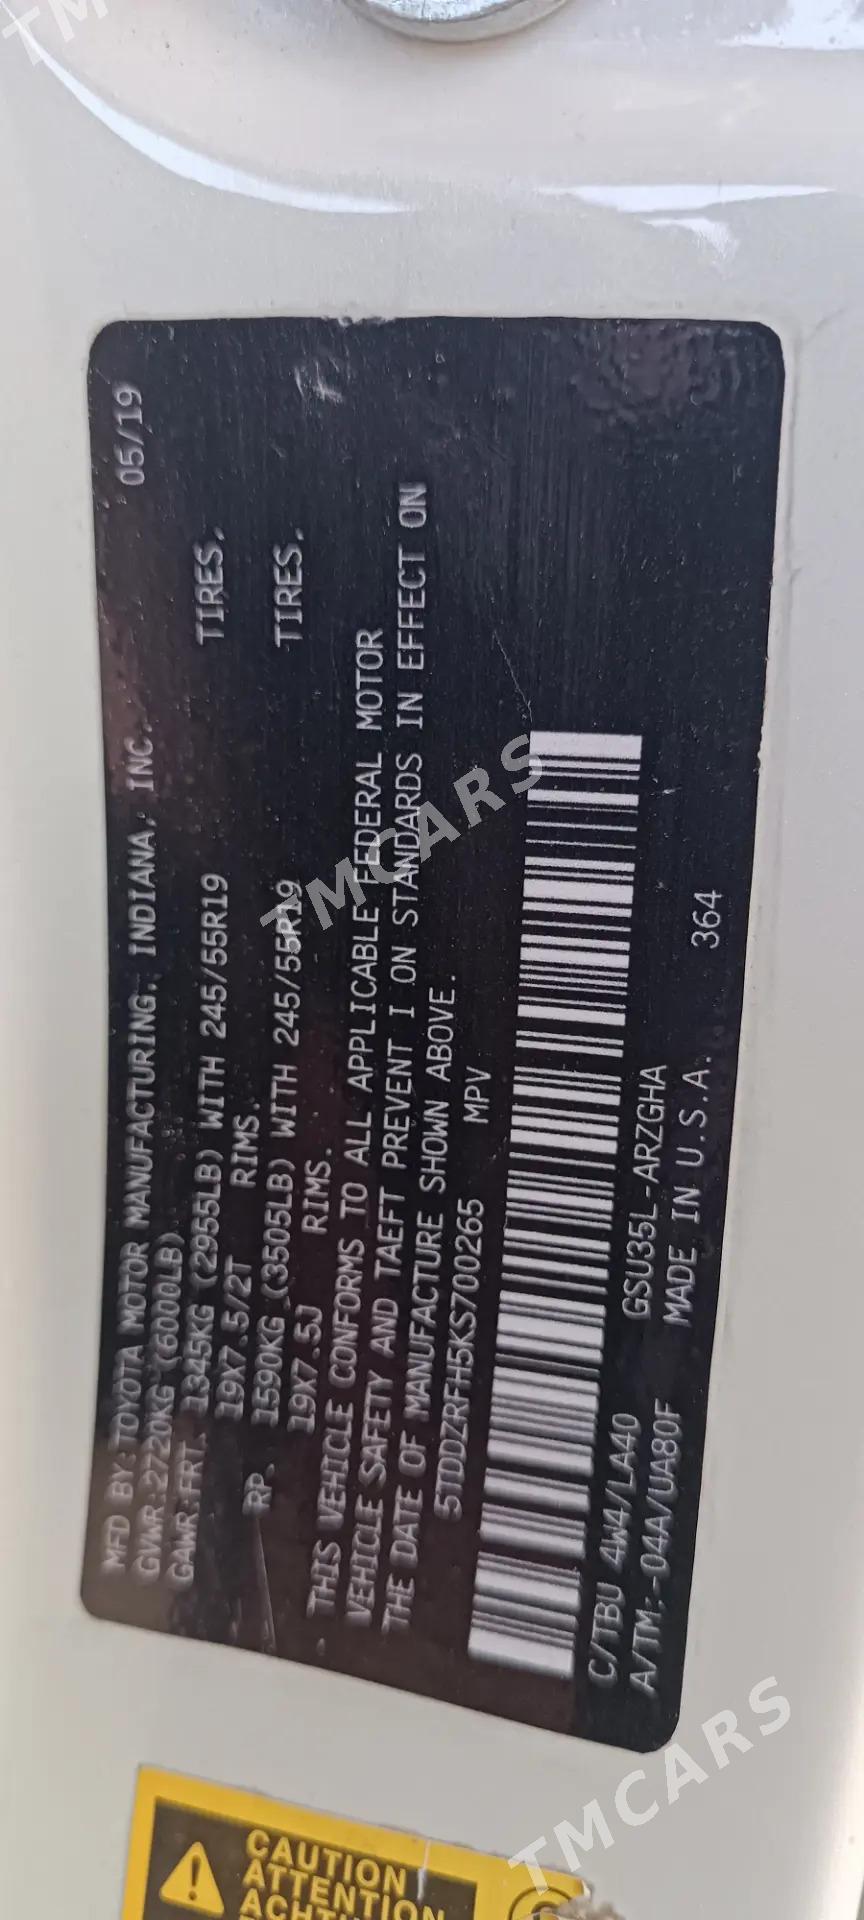 MFD BY: TOYOTA MOTOR MANUFACTURING, INDIANA, INC. 05/19
GVWR:2720KG (6000LB)
GAWR:FRT. 1345KG (2955LB) WITH 245/55R19 TIRES.
19X7.5/2T RIMS.
RP. 1590KG (3505LB) WITH 245/55R19 TIRES.
19X7.5J RIMS.
THIS VEHICLE CONFORMS TO ALL APPLICABLE FEDERAL MOTOR
VEHICLE SAFETY AND TAEFT PREVENT I ON STANDARDS IN EFFECT ON
THE DATE OF MANUFACTURE SHOWN ABOVE.
5TDDZRFH5KS700265 MPV
C/TBU 4W4/LA40 GSU35L-ARZGHA 364
A/TM:-04A/UA80F MADE IN U.S.A.
CAUTION
ATTENTION
TMCARS
TMCARS